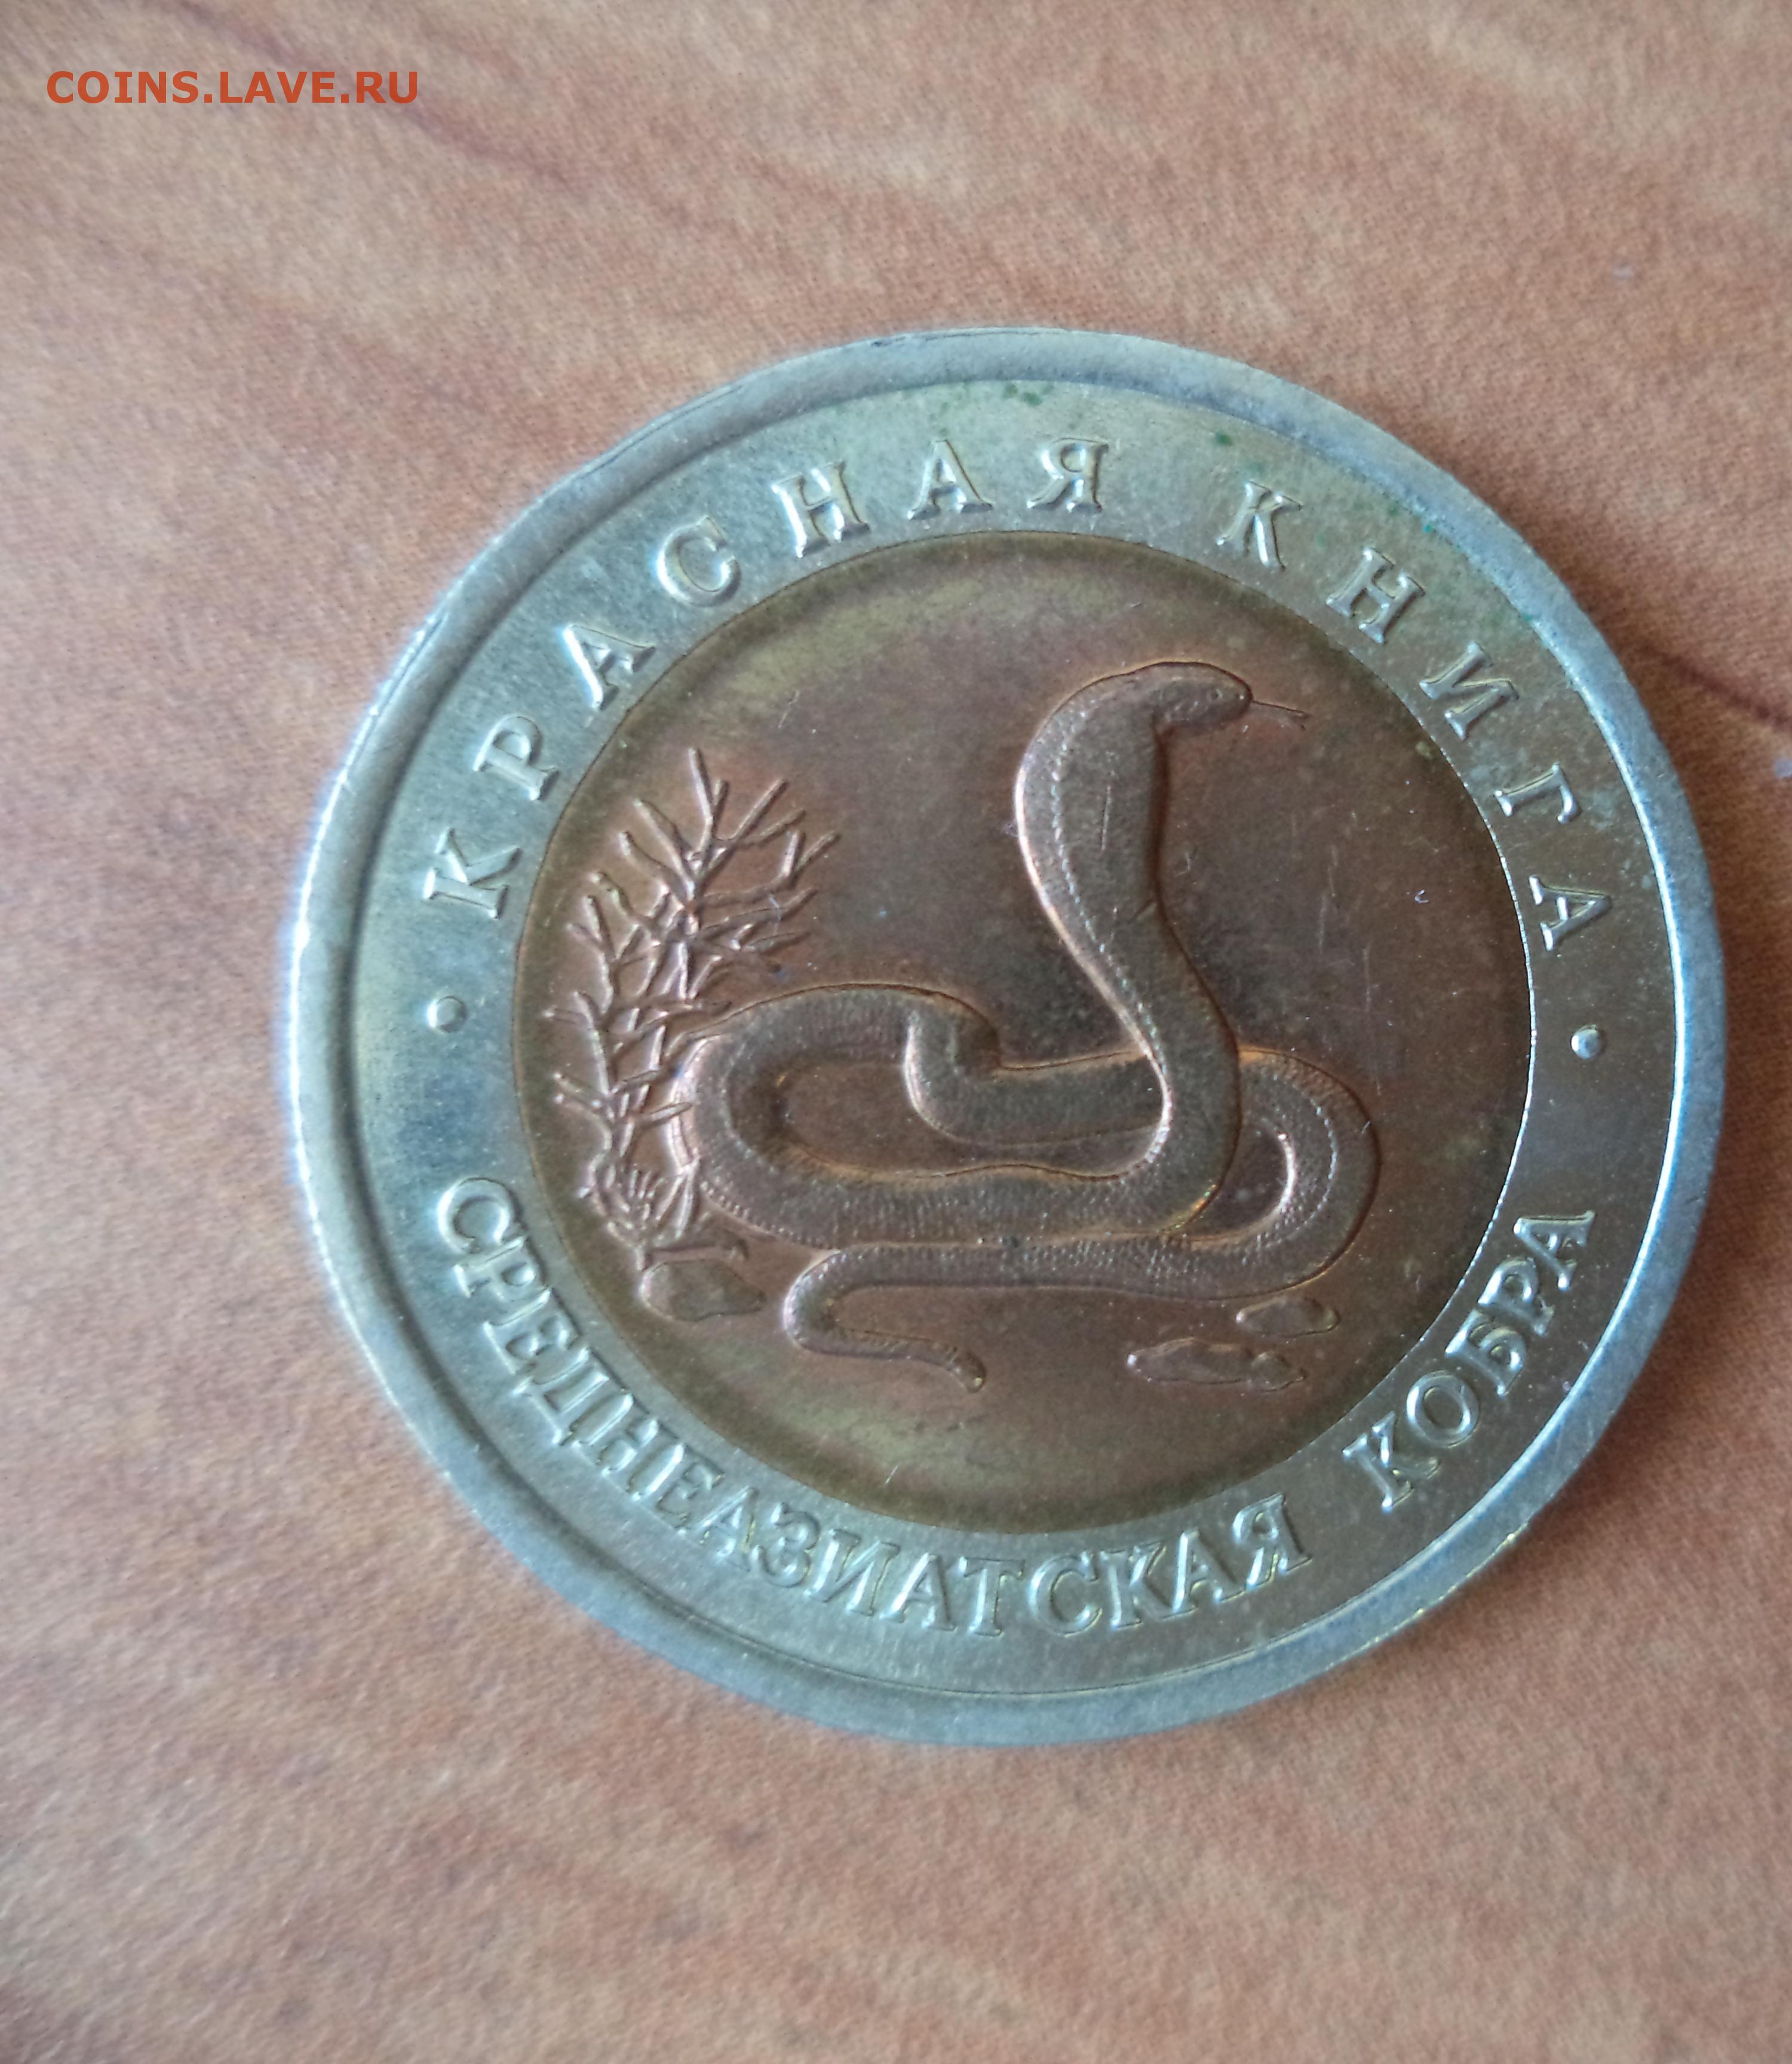 COINS.LAVE.RU
• КРАСНАЯ КНИГА •
СРЕДНЕАЗИАТСКАЯ КОБРА